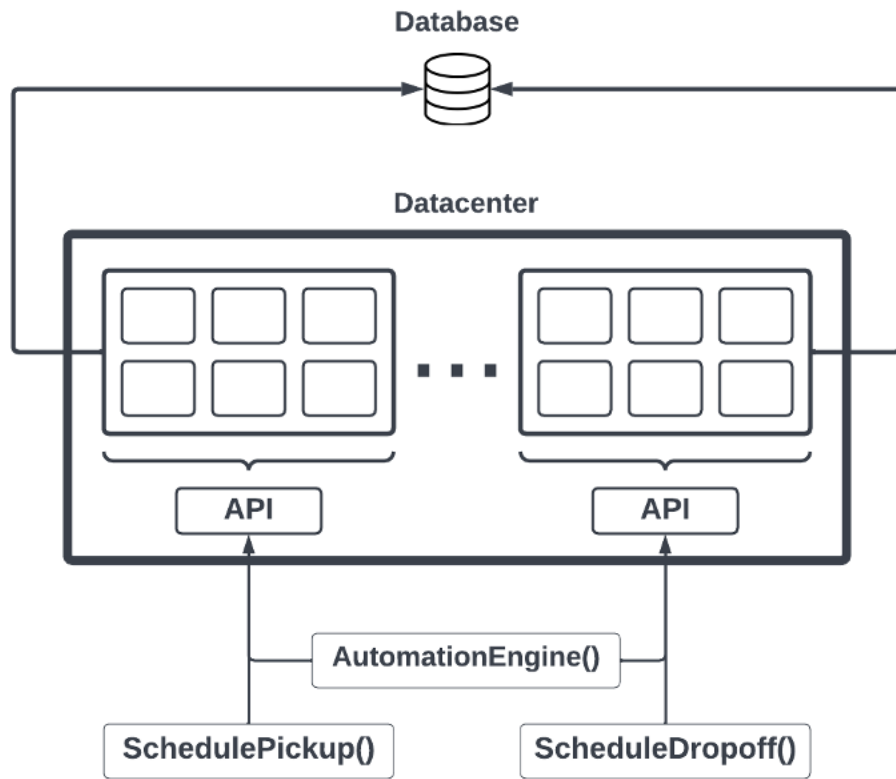 Database
Datacenter
API
API
AutomationEngine()
SchedulePickup()
ScheduleDropoff()